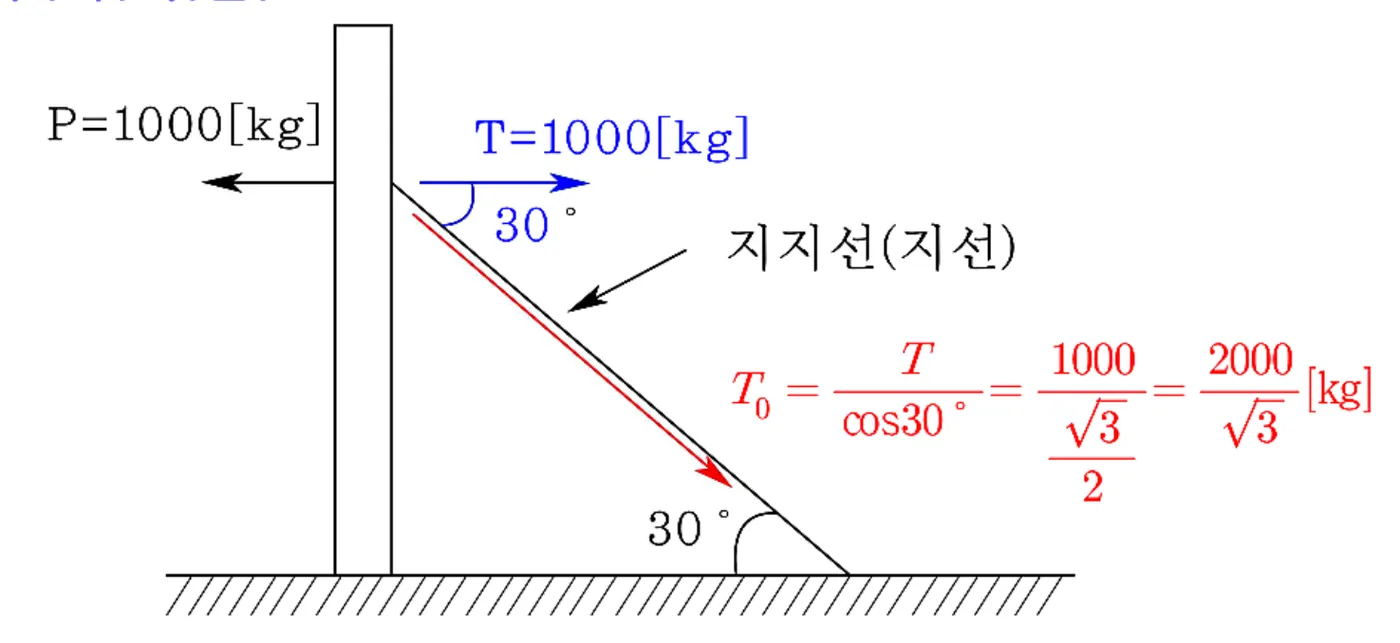 P=1000[kg]
T=1000[kg]
30°
지지선(지선)
T₀ = T/cos30° = 1000/(√3/2) = 2000/√3 [kg]
30°